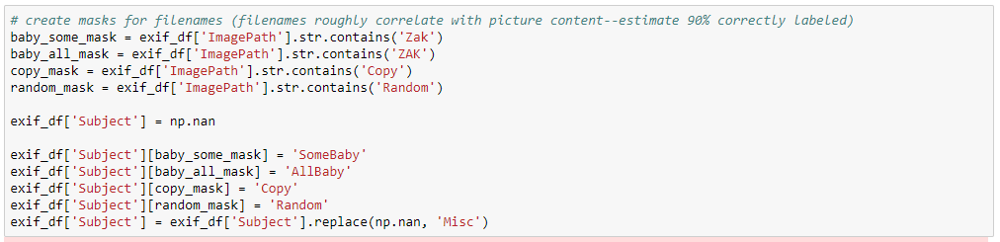 # create masks for filenames (filenames roughly correlate with picture content--estimate 90% correctly labeled)
baby_some_mask = exif_df['ImagePath'].str.contains('Zak')
baby_all_mask = exif_df['ImagePath'].str.contains('ZAK')
copy_mask = exif_df['ImagePath'].str.contains('Copy')
random_mask = exif_df['ImagePath'].str.contains('Random')
exif_df['Subject'] = np.nan
exif_df['Subject'][baby_some_mask] = 'SomeBaby'
exif_df['Subject'][baby_all_mask] = 'AllBaby'
exif_df['Subject'][copy_mask] = 'Copy'
exif_df['Subject'][random_mask] = 'Random'
exif_df['Subject'] = exif_df['Subject'].replace(np.nan, 'Misc')